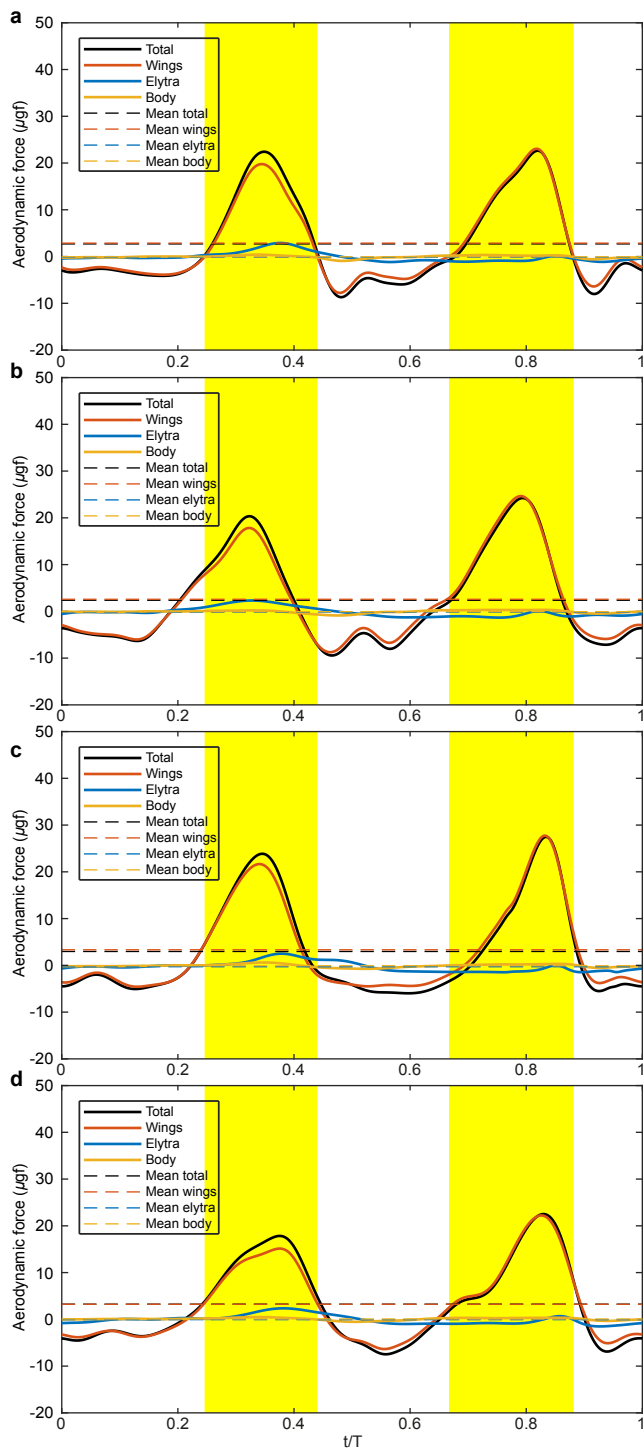 a
50
40
30
20
10
0
-10
-20
Aerodynamic force (μgf)
Total
Wings
Elytra
Body
Mean total
Mean wings
Mean elytra
Mean body
0 0.2 0.4 0.6 0.8 1
b
50
40
30
20
10
0
-10
-20
Aerodynamic force (μgf)
Total
Wings
Elytra
Body
Mean total
Mean wings
Mean elytra
Mean body
0 0.2 0.4 0.6 0.8 1
c
50
40
30
20
10
0
-10
-20
Aerodynamic force (μgf)
Total
Wings
Elytra
Body
Mean total
Mean wings
Mean elytra
Mean body
0 0.2 0.4 0.6 0.8 1
d
50
40
30
20
10
0
-10
-20
Aerodynamic force (μgf)
Total
Wings
Elytra
Body
Mean total
Mean wings
Mean elytra
Mean body
0 0.2 0.4 0.6 0.8 1
t/T